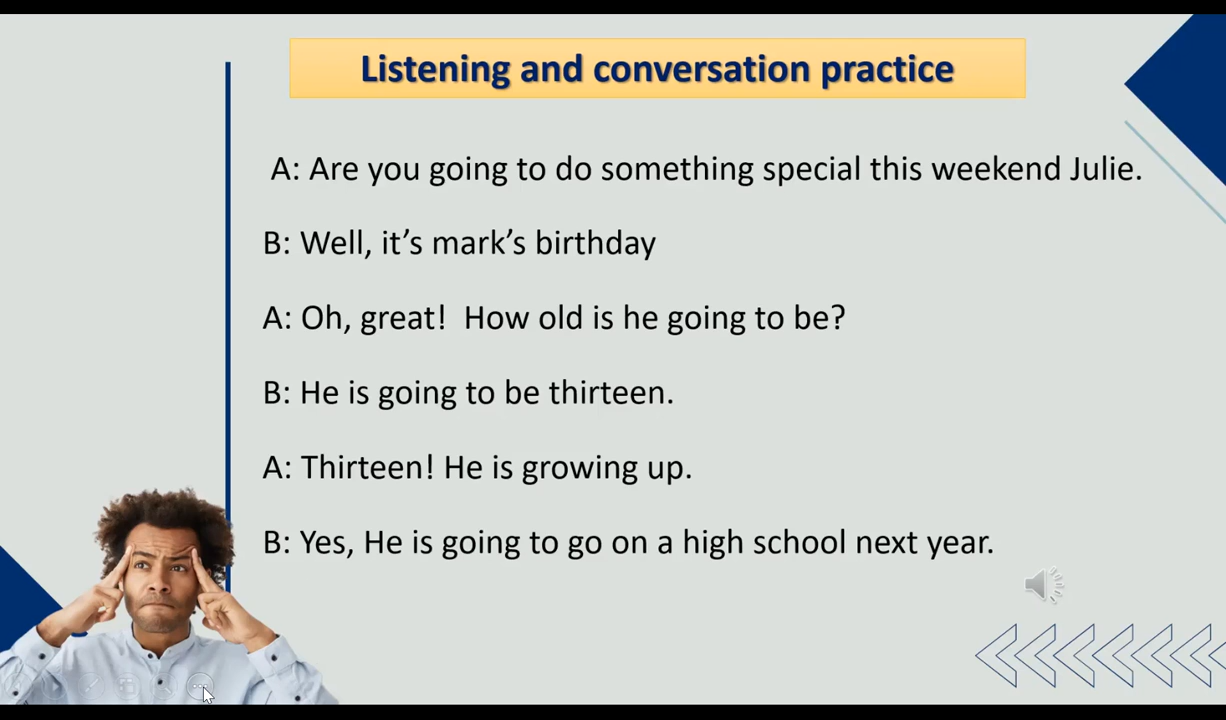 Listening and conversation practice
A: Are you going to do something special this weekend Julie.
B: Well, it’s mark’s birthday
A: Oh, great!  How old is he going to be?
B: He is going to be thirteen.
A: Thirteen! He is growing up.
B: Yes, He is going to go on a high school next year.